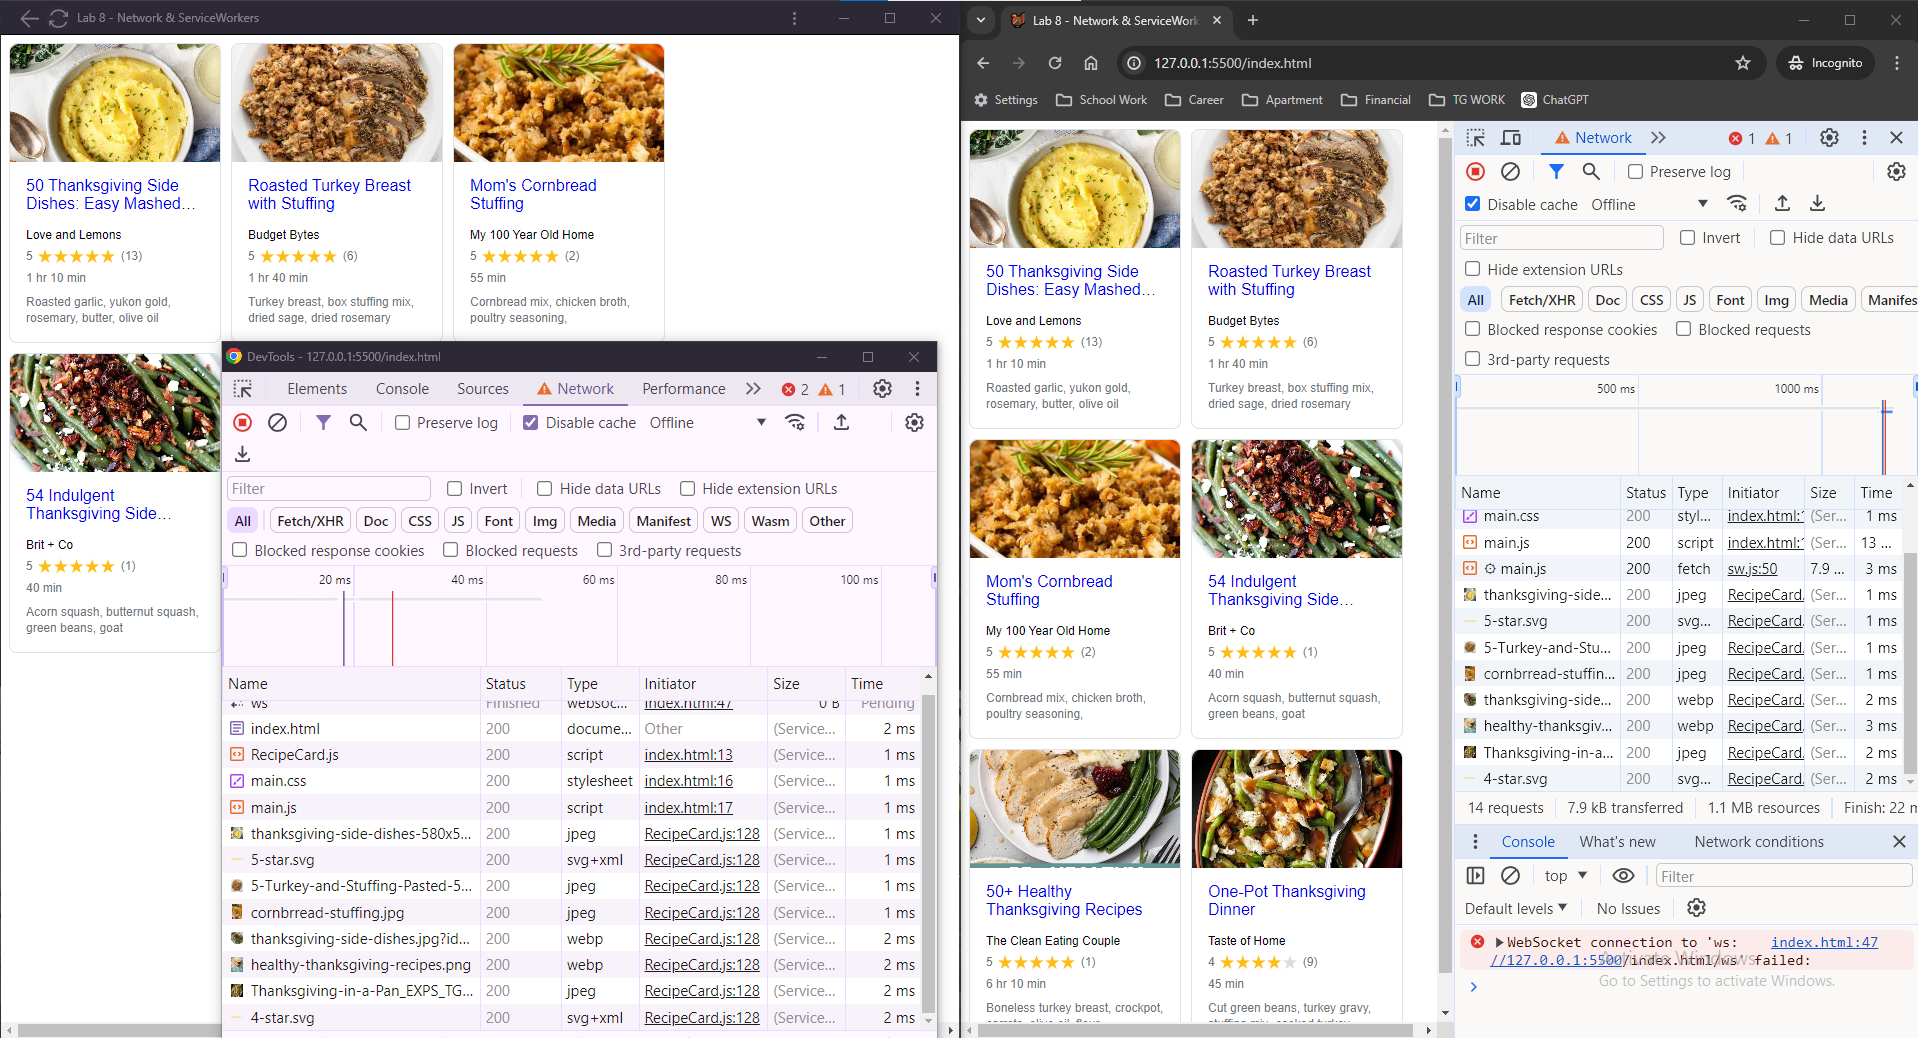 Lab 8 - Network & ServiceWorkers
50 Thanksgiving Side
Dishes: Easy Mashed...
Love and Lemons
5 (13)
1 hr 10 min
Roasted garlic, yukon gold,
rosemary, butter, olive oil
Roasted Turkey Breast
with Stuffing
Budget Bytes
5 (6)
1 hr 40 min
Turkey breast, box stuffing mix,
dried sage, dried rosemary
Mom's Cornbread
Stuffing
My 100 Year Old Home
5 (2)
55 min
Cornbread mix, chicken broth,
poultry seasoning,
54 Indulgent
Thanksgiving Side...
Brit + Co
5 (1)
40 min
Acorn squash, butternut squash,
green beans, goat
DevTools - 127.0.0.1:5500/index.html
Elements Console Sources Network Performance 2 1
Preserve log Disable cache Offline
Filter Invert Hide data URLs Hide extension URLs
All Fetch/XHR Doc CSS JS Font Img Media Manifest WS Wasm Other
Blocked response cookies Blocked requests 3rd-party requests
20 ms 40 ms 60 ms 80 ms 100 ms
Name Status Type Initiator Size Time
ws Finished websoc... index.html:47 0 B Pending
index.html 200 docume... Other (Service... 2 ms
RecipeCard.js 200 script index.html:13 (Service... 1 ms
main.css 200 stylesheet index.html:16 (Service... 1 ms
main.js 200 script index.html:17 (Service... 1 ms
thanksgiving-side-dishes-580x5... 200 jpeg RecipeCard.js:128 (Service... 1 ms
5-star.svg 200 svg+xml RecipeCard.js:128 (Service... 1 ms
5-Turkey-and-Stuffing-Pasted-5... 200 jpeg RecipeCard.js:128 (Service... 1 ms
cornbrread-stuffing.jpg 200 jpeg RecipeCard.js:128 (Service... 1 ms
thanksgiving-side-dishes.jpg?id... 200 webp RecipeCard.js:128 (Service... 2 ms
healthy-thanksgiving-recipes.png 200 webp RecipeCard.js:128 (Service... 2 ms
Thanksgiving-in-a-Pan_EXPS_TG... 200 jpeg RecipeCard.js:128 (Service... 2 ms
4-star.svg 200 svg+xml RecipeCard.js:128 (Service... 2 ms
Lab 8 - Network & ServiceWork
127.0.0.1:5500/index.html Incognito
Settings School Work Career Apartment Financial TG WORK ChatGPT
50 Thanksgiving Side
Dishes: Easy Mashed...
Love and Lemons
5 (13)
1 hr 10 min
Roasted garlic, yukon gold,
rosemary, butter, olive oil
Roasted Turkey Breast
with Stuffing
Budget Bytes
5 (6)
1 hr 40 min
Turkey breast, box stuffing mix,
dried sage, dried rosemary
Mom's Cornbread
Stuffing
My 100 Year Old Home
5 (2)
55 min
Cornbread mix, chicken broth,
poultry seasoning,
54 Indulgent
Thanksgiving Side...
Brit + Co
5 (1)
40 min
Acorn squash, butternut squash,
green beans, goat
50+ Healthy
Thanksgiving Recipes
The Clean Eating Couple
5 (1)
6 hr 10 min
Boneless turkey breast, crockpot,
One-Pot Thanksgiving
Dinner
Taste of Home
4 (9)
45 min
Cut green beans, turkey gravy,
Network 1 1
Preserve log
Disable cache Offline
Filter Invert Hide data URLs
Hide extension URLs
All Fetch/XHR Doc CSS JS Font Img Media Manifes
Blocked response cookies Blocked requests
3rd-party requests
500 ms 1000 ms
Name Status Type Initiator Size Time
main.css 200 styl... index.html:1 (Ser... 1 ms
main.js 200 script index.html:1 (Ser... 13 ...
main.js 200 fetch sw.js:50 7.9 ... 3 ms
thanksgiving-side... 200 jpeg RecipeCard. (Ser... 1 ms
5-star.svg 200 svg... RecipeCard. (Ser... 1 ms
5-Turkey-and-Stu... 200 jpeg RecipeCard. (Ser... 1 ms
cornbrread-stuffin... 200 jpeg RecipeCard. (Ser... 1 ms
thanksgiving-side... 200 webp RecipeCard. (Ser... 2 ms
healthy-thanksgiv... 200 webp RecipeCard. (Ser... 3 ms
Thanksgiving-in-a... 200 jpeg RecipeCard. (Ser... 2 ms
4-star.svg 200 svg... RecipeCard. (Ser... 2 ms
14 requests 7.9 kB transferred 1.1 MB resources Finish: 22 m
Console What's new Network conditions
top Filter
Default levels No Issues
WebSocket connection to 'ws: index.html:47
//127.0.0.1:5500/index.html/ws' failed:
Activate Windows
Go to Settings to activate Windows.